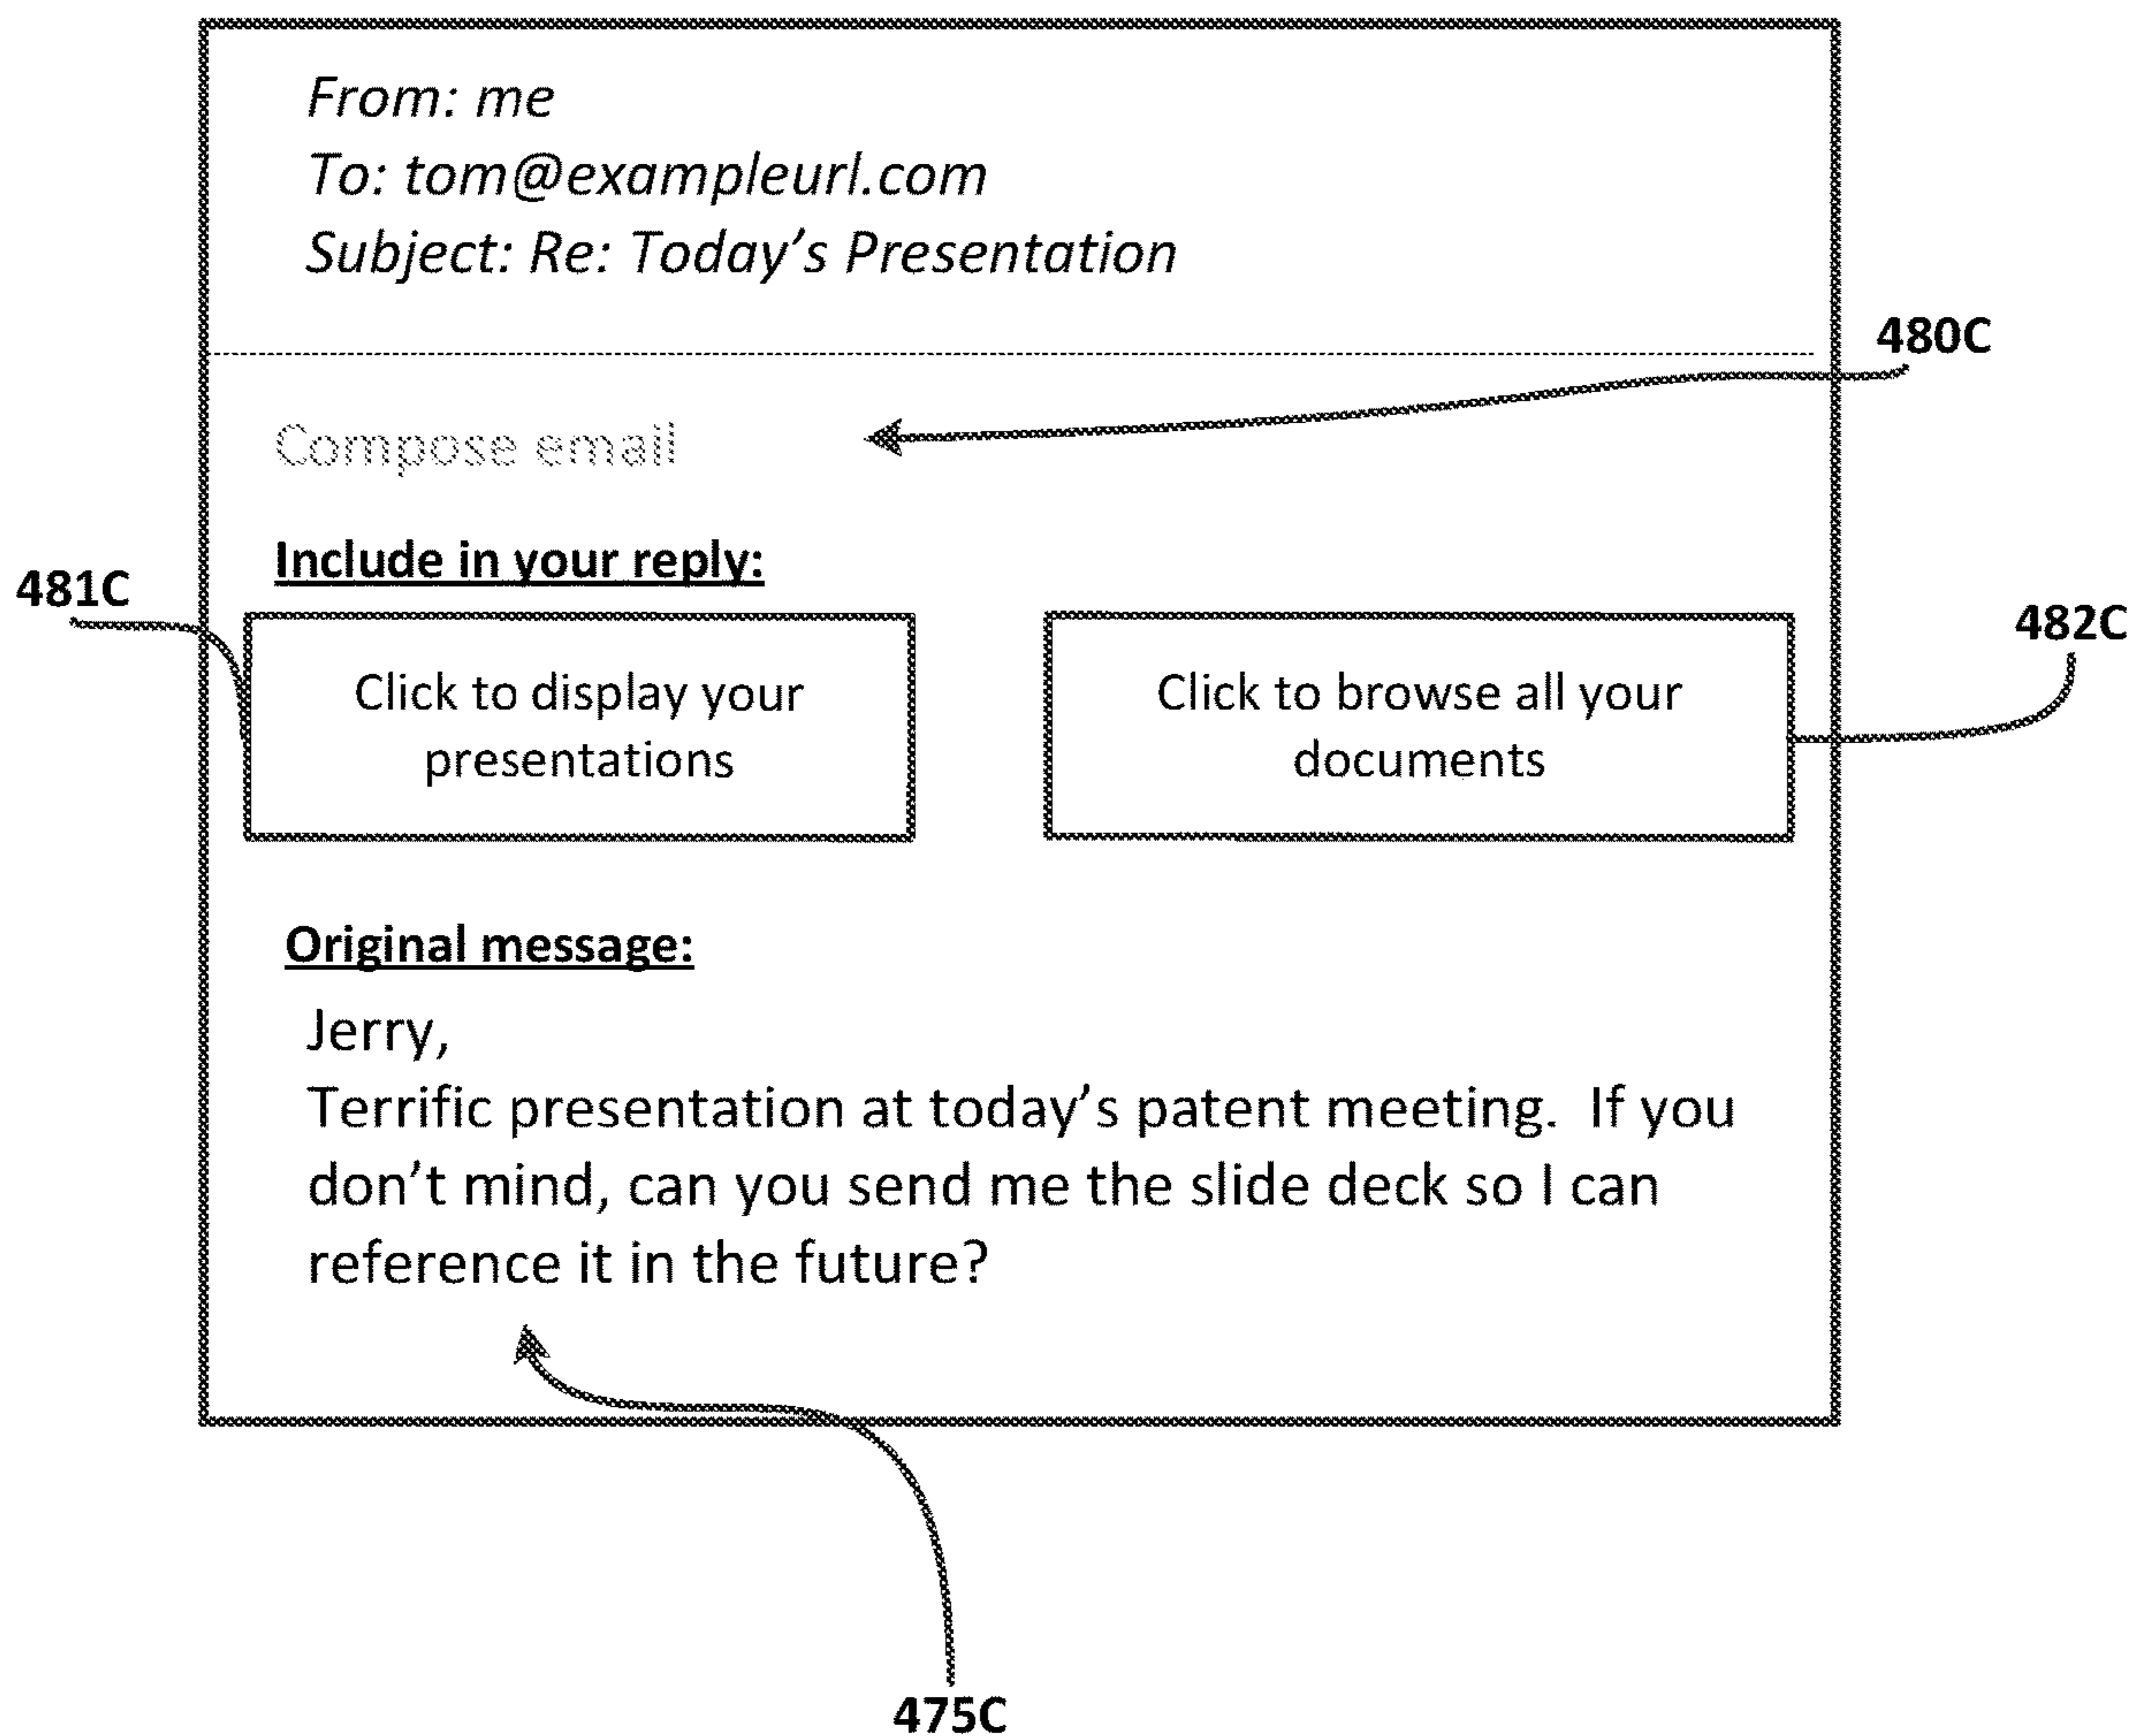 From: me
To: tom@exampleurl.com
Subject: Re: Today's Presentation
480C
Compose email
Include in your reply:
481C
482C
Click to display your
presentations
Click to browse all your
documents
Original message:
Jerry,
Terrific presentation at today's patent meeting.  If you
don't mind, can you send me the slide deck so I can
reference it in the future?
475C